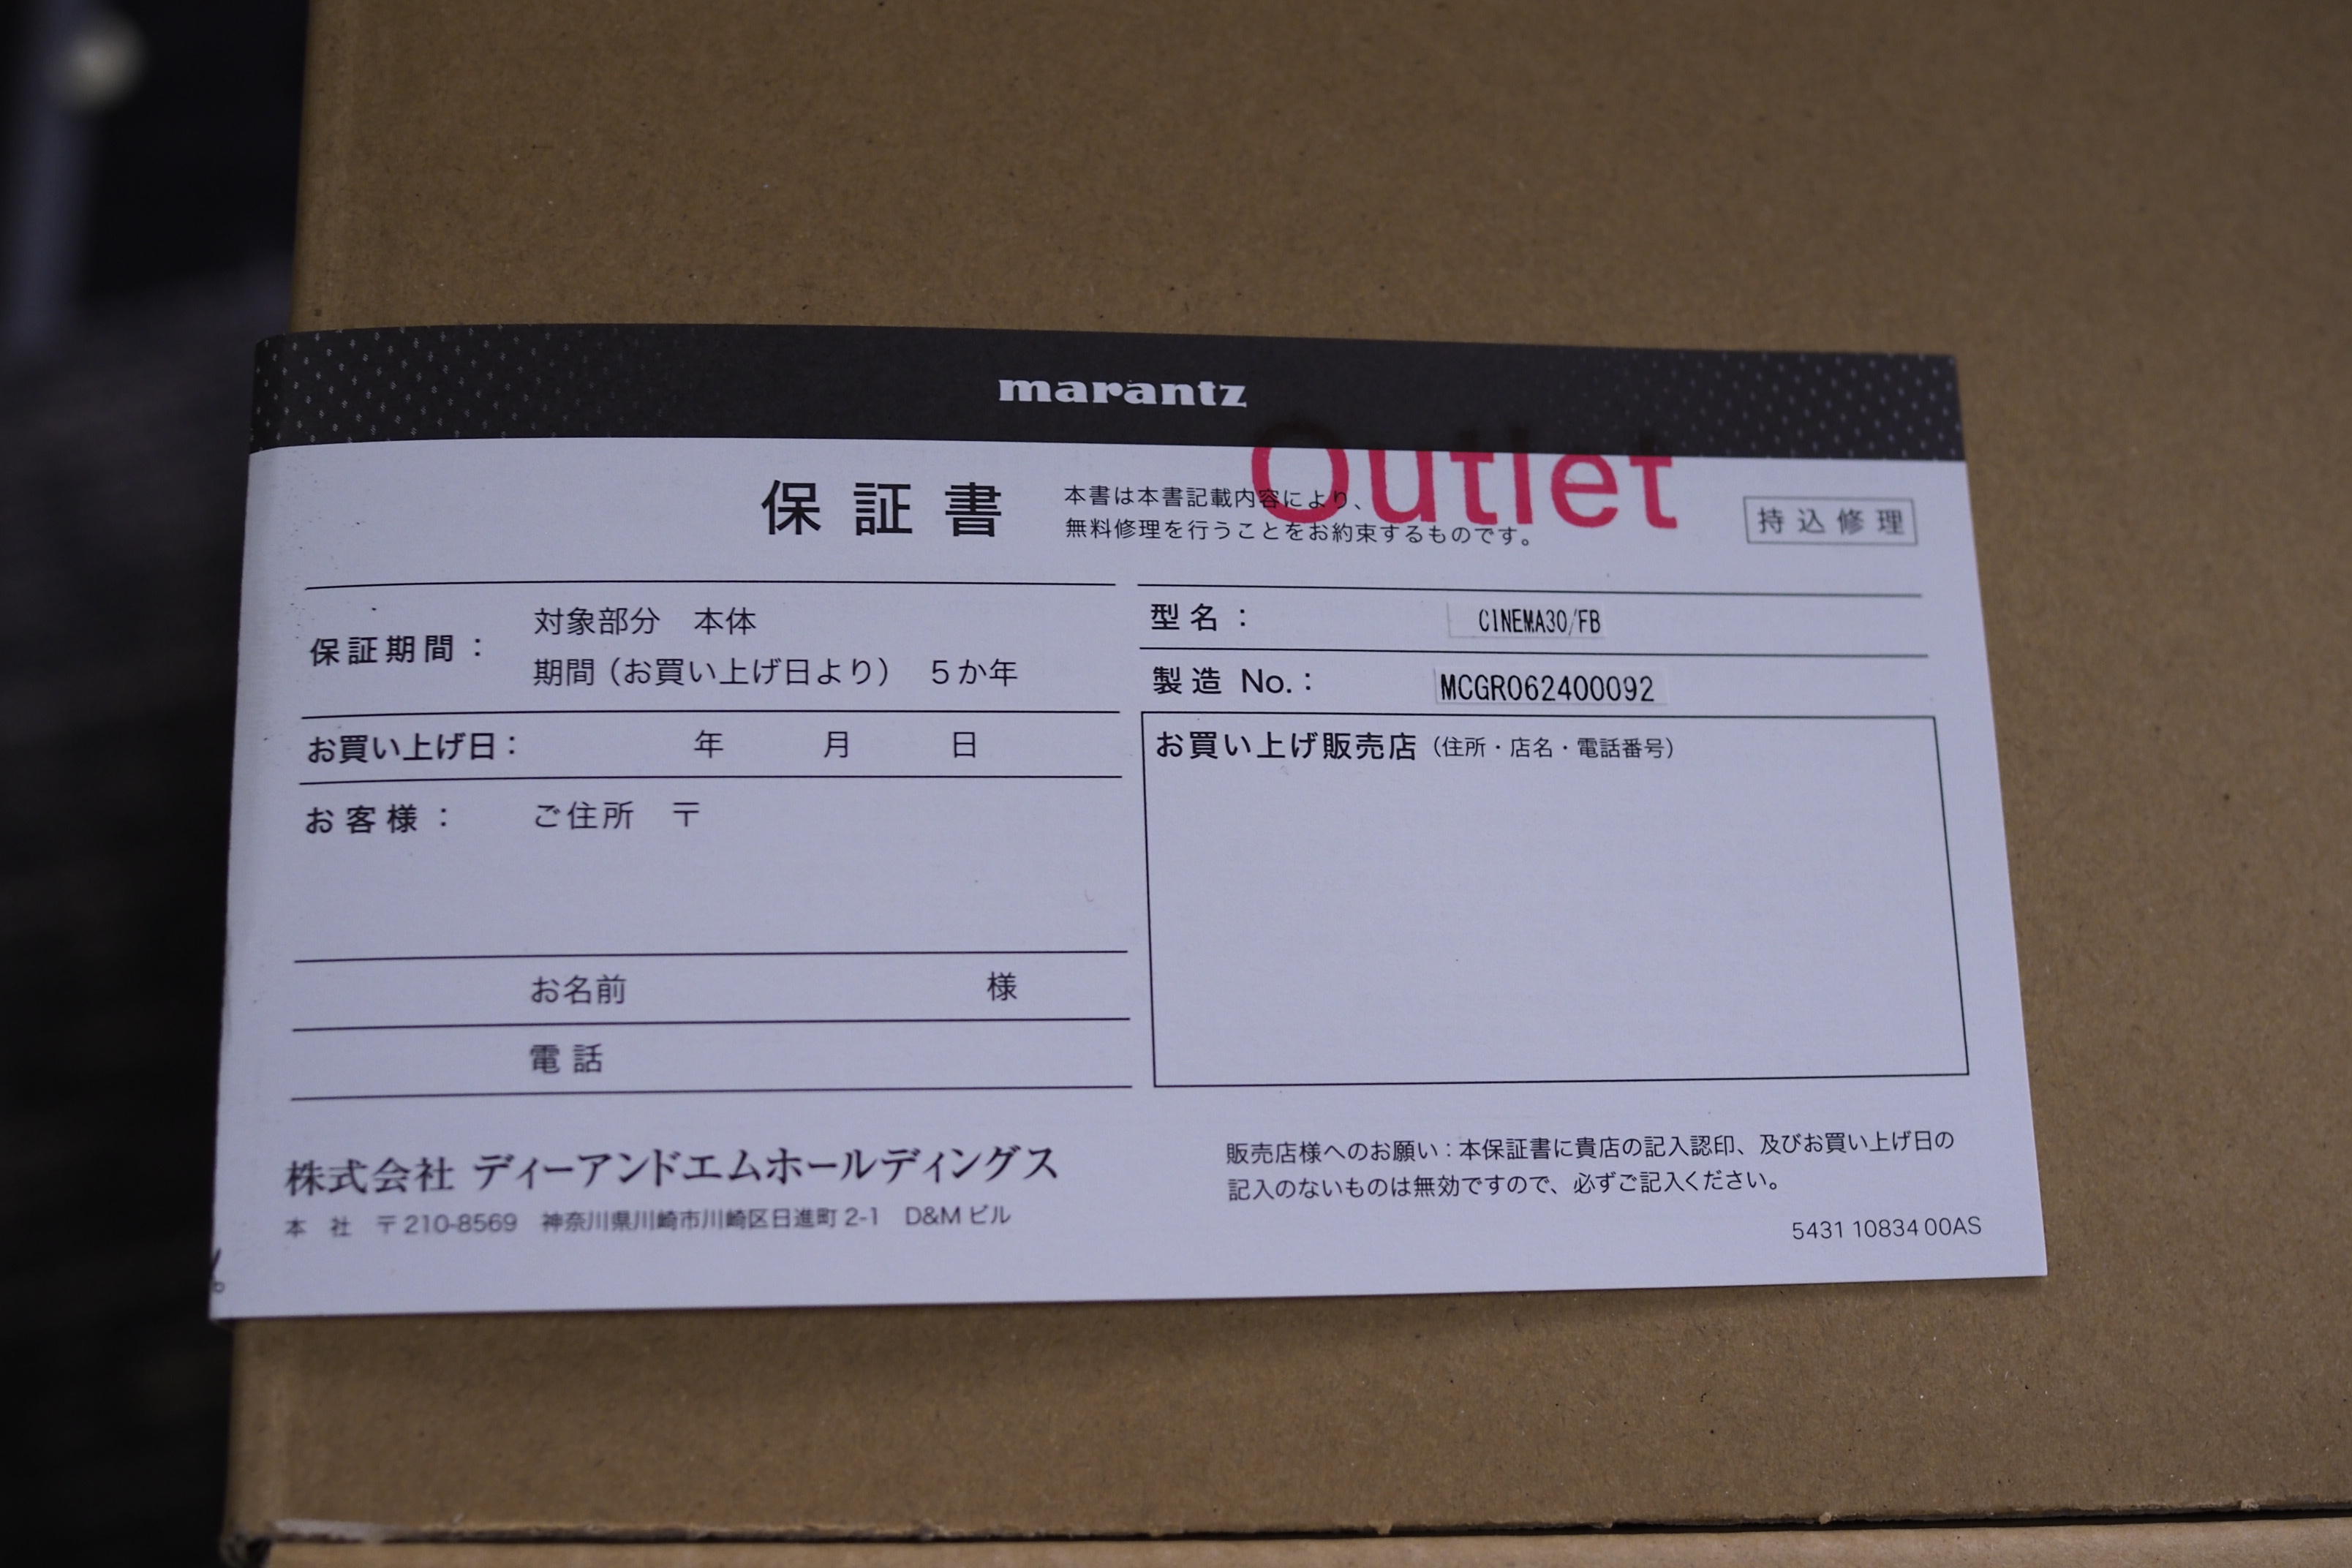 marantz
Outlet
保証書
本書は本書記載内容により、
無料修理を行うことをお約束するものです。
持込修理
保証期間：
対象部分　本体
期間（お買い上げ日より）　５か年
お買い上げ日：　年　月　日
お客様：　ご住所　〒
お名前　様
電話
型名：　CINEMA30/FB
製造 No.：　MCGR062400092
お買い上げ販売店（住所・店名・電話番号）
株式会社 ディーアンドエムホールディングス
本　社　〒210-8569　神奈川県川崎市川崎区日進町 2-1　D&M ビル
販売店様へのお願い：本保証書に貴店の記入認印、及びお買い上げ日の
記入のないものは無効ですので、必ずご記入ください。
5431 10834 00AS